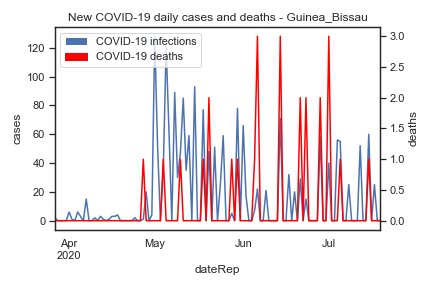 New COVID-19 daily cases and deaths - Guinea_Bissau
COVID-19 infections
COVID-19 deaths
cases
120
100
80
60
40
20
0
deaths
3.0
2.5
2.0
1.5
1.0
0.5
0.0
Apr
2020
May
Jun
Jul
dateRep